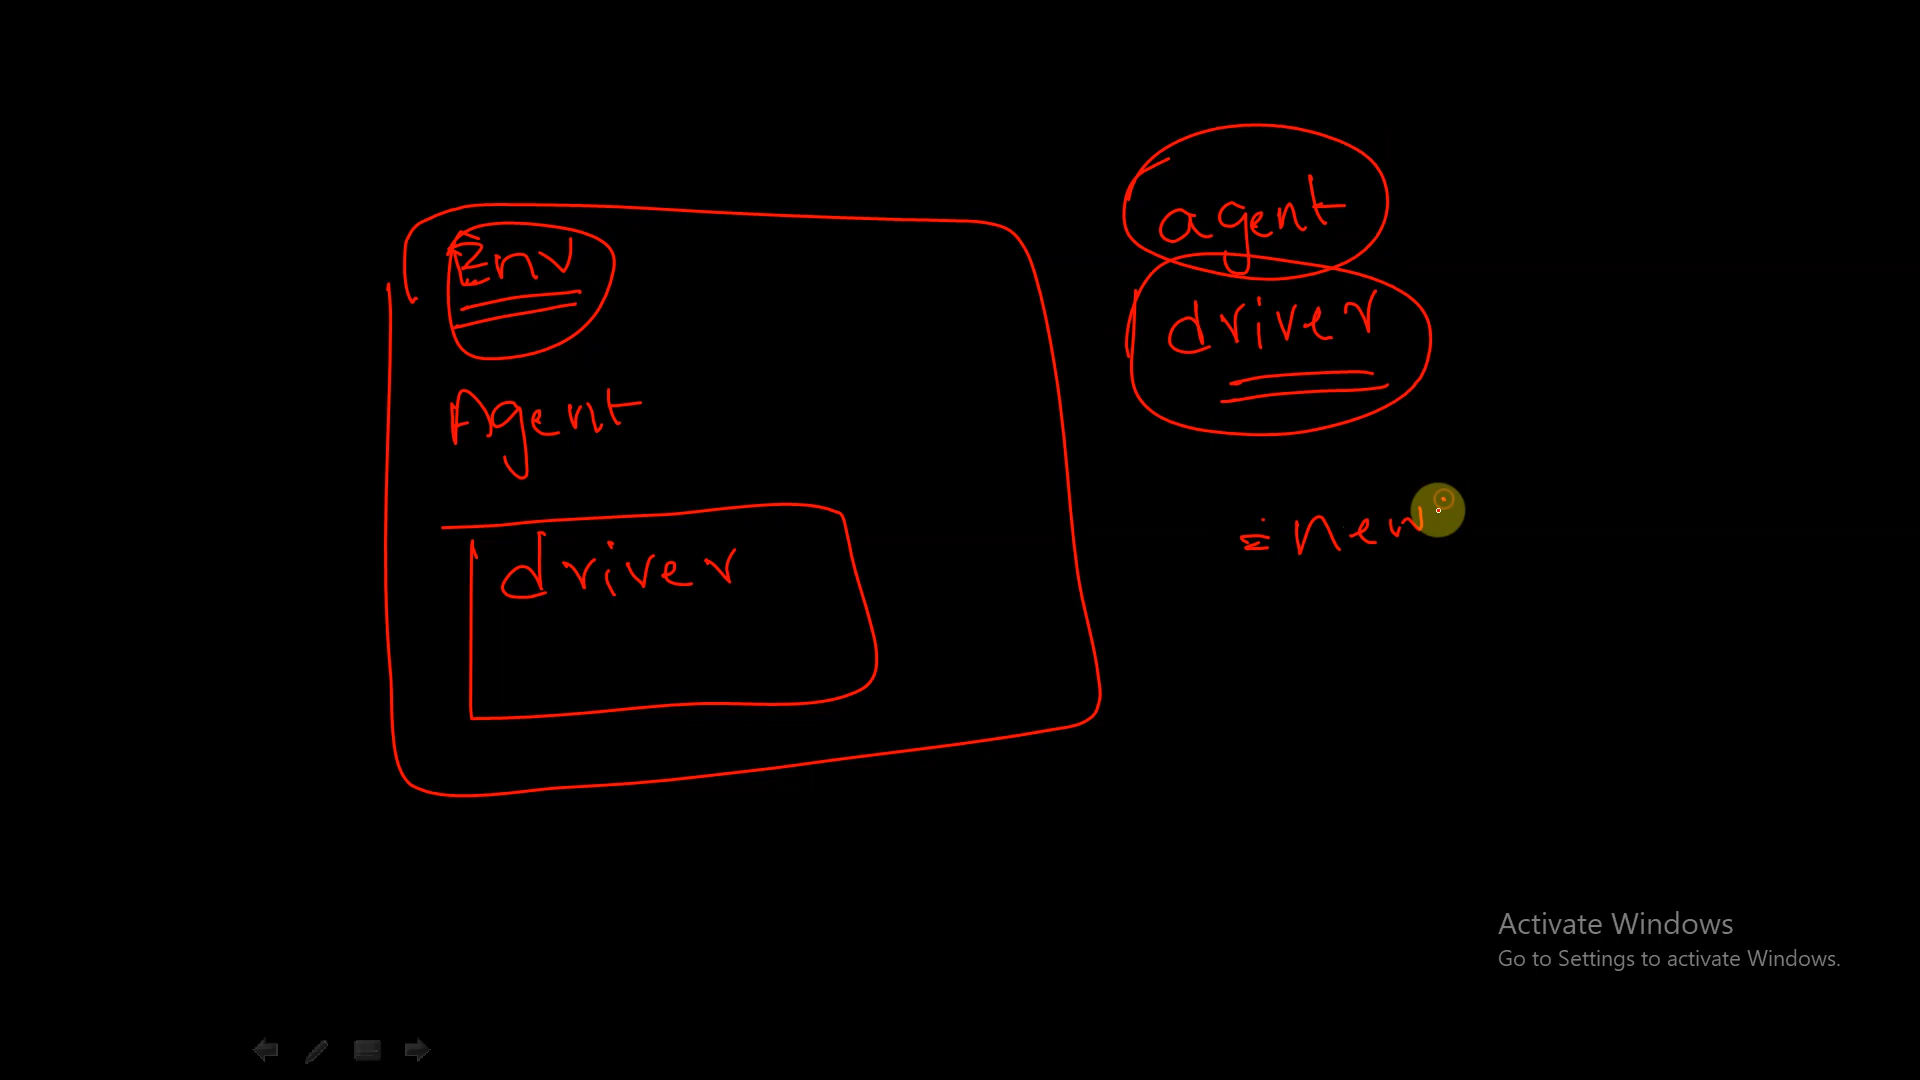 Env
Agent
driver
agent
driver
= new
Activate Windows
Go to Settings to activate Windows.